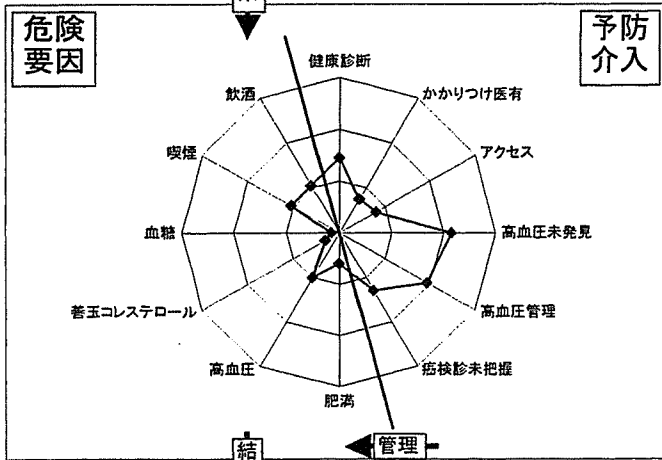 危険
要因
予防
介入
健康診断
飲酒
かかりつけ医有
喫煙
アクセス
血糖
高血圧未発見
善玉コレステロール
高血圧管理
高血圧
癌検診未把握
肥満
結
管理